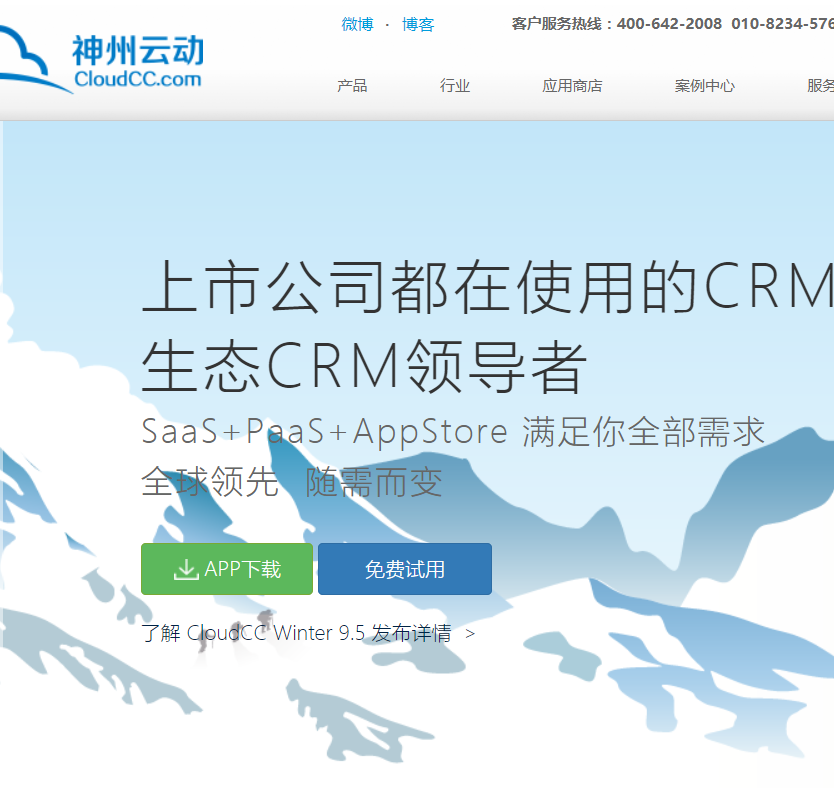 微博 · 博客
客户服务热线：400-642-2008 010-8234-576
神州云动
CloudCC.com
产品 行业 应用商店 案例中心 服务
上市公司都在使用的CRM
生态CRM领导者
SaaS+PaaS+AppStore 满足你全部需求
全球领先 随需而变
APP下载 免费试用
了解 CloudCC Winter 9.5 发布详情 >